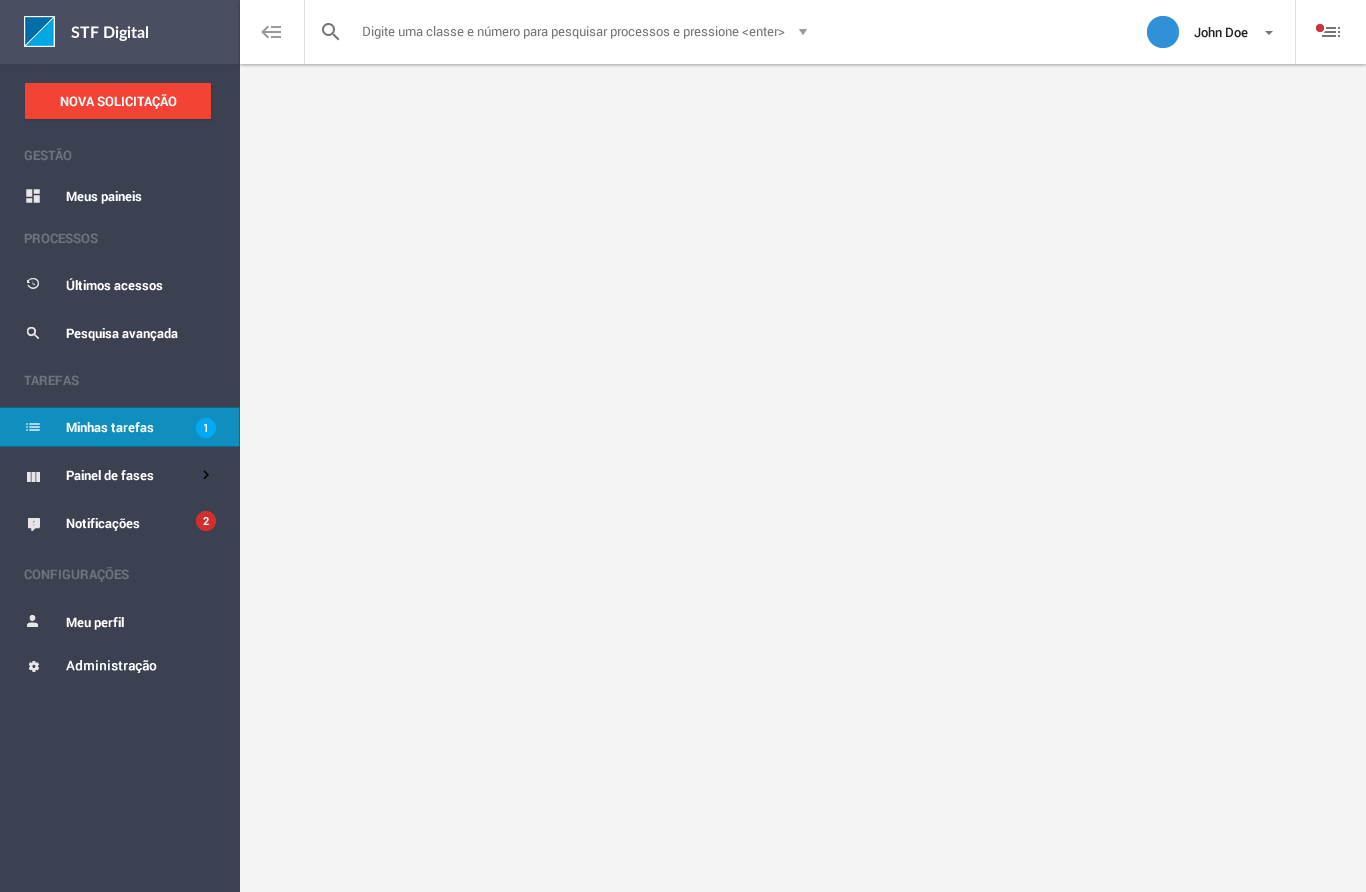 STF Digital
Digite uma classe e número para pesquisar processos e pressione <enter>
John Doe
NOVA SOLICITAÇÃO
GESTÃO
Meus paineis
PROCESSOS
Últimos acessos
Pesquisa avançada
TAREFAS
Minhas tarefas 1
Painel de fases
Notificações 2
CONFIGURAÇÕES
Meu perfil
Administração